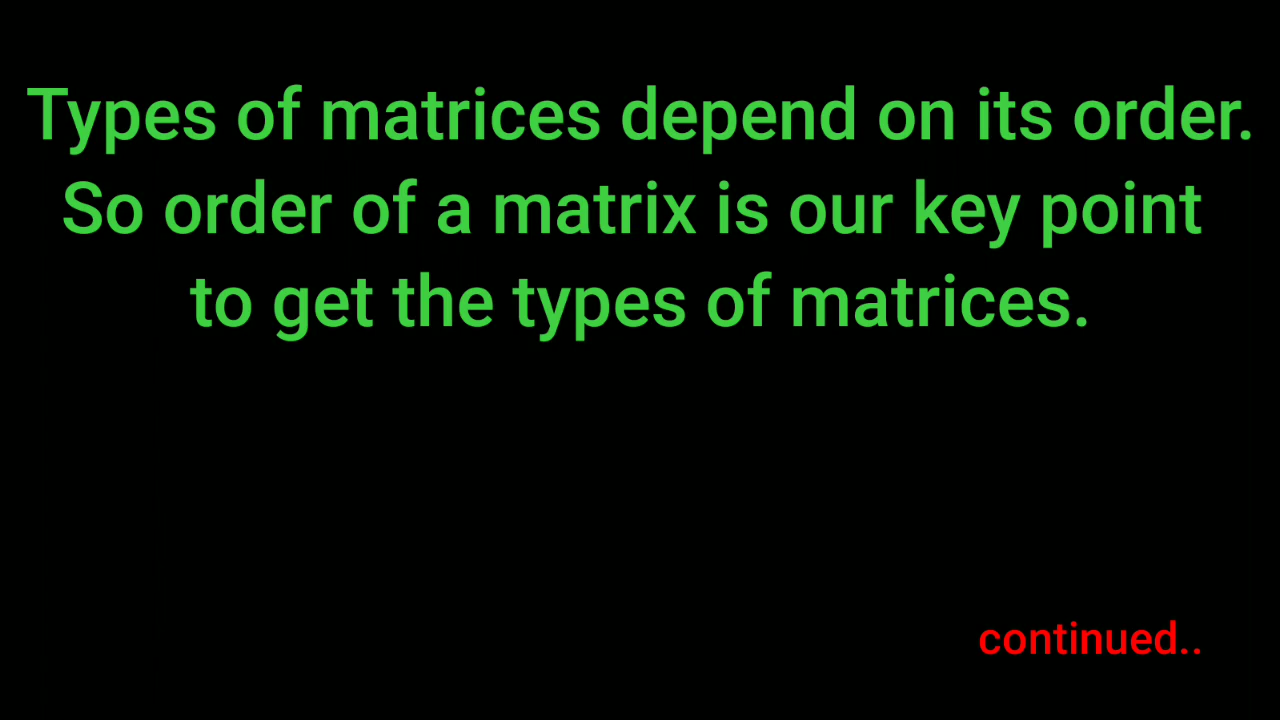 Types of matrices depend on its order.
So order of a matrix is our key point
to get the types of matrices.
continued..